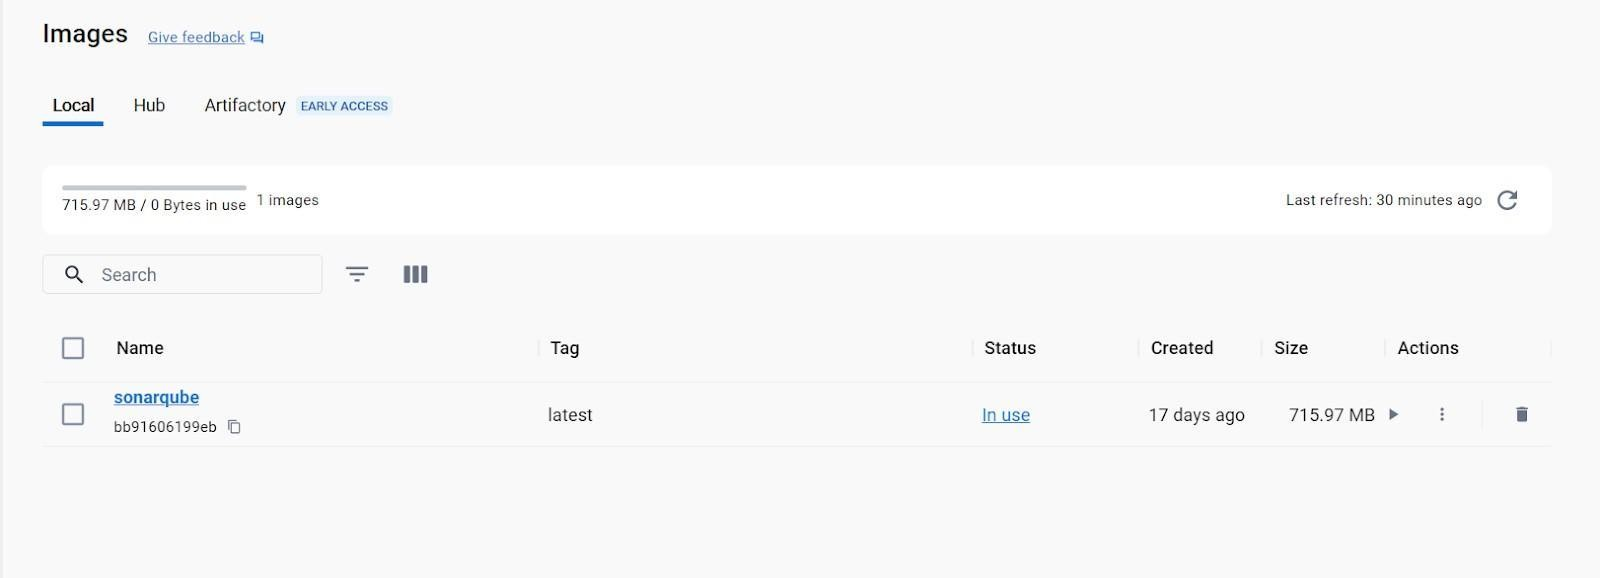 Images Give feedback
Local Hub Artifactory EARLY ACCESS
715.97 MB / 0 Bytes in use 1 images Last refresh: 30 minutes ago
Search
Name Tag Status Created Size Actions
sonarqube
bb91606199eb latest In use 17 days ago 715.97 MB